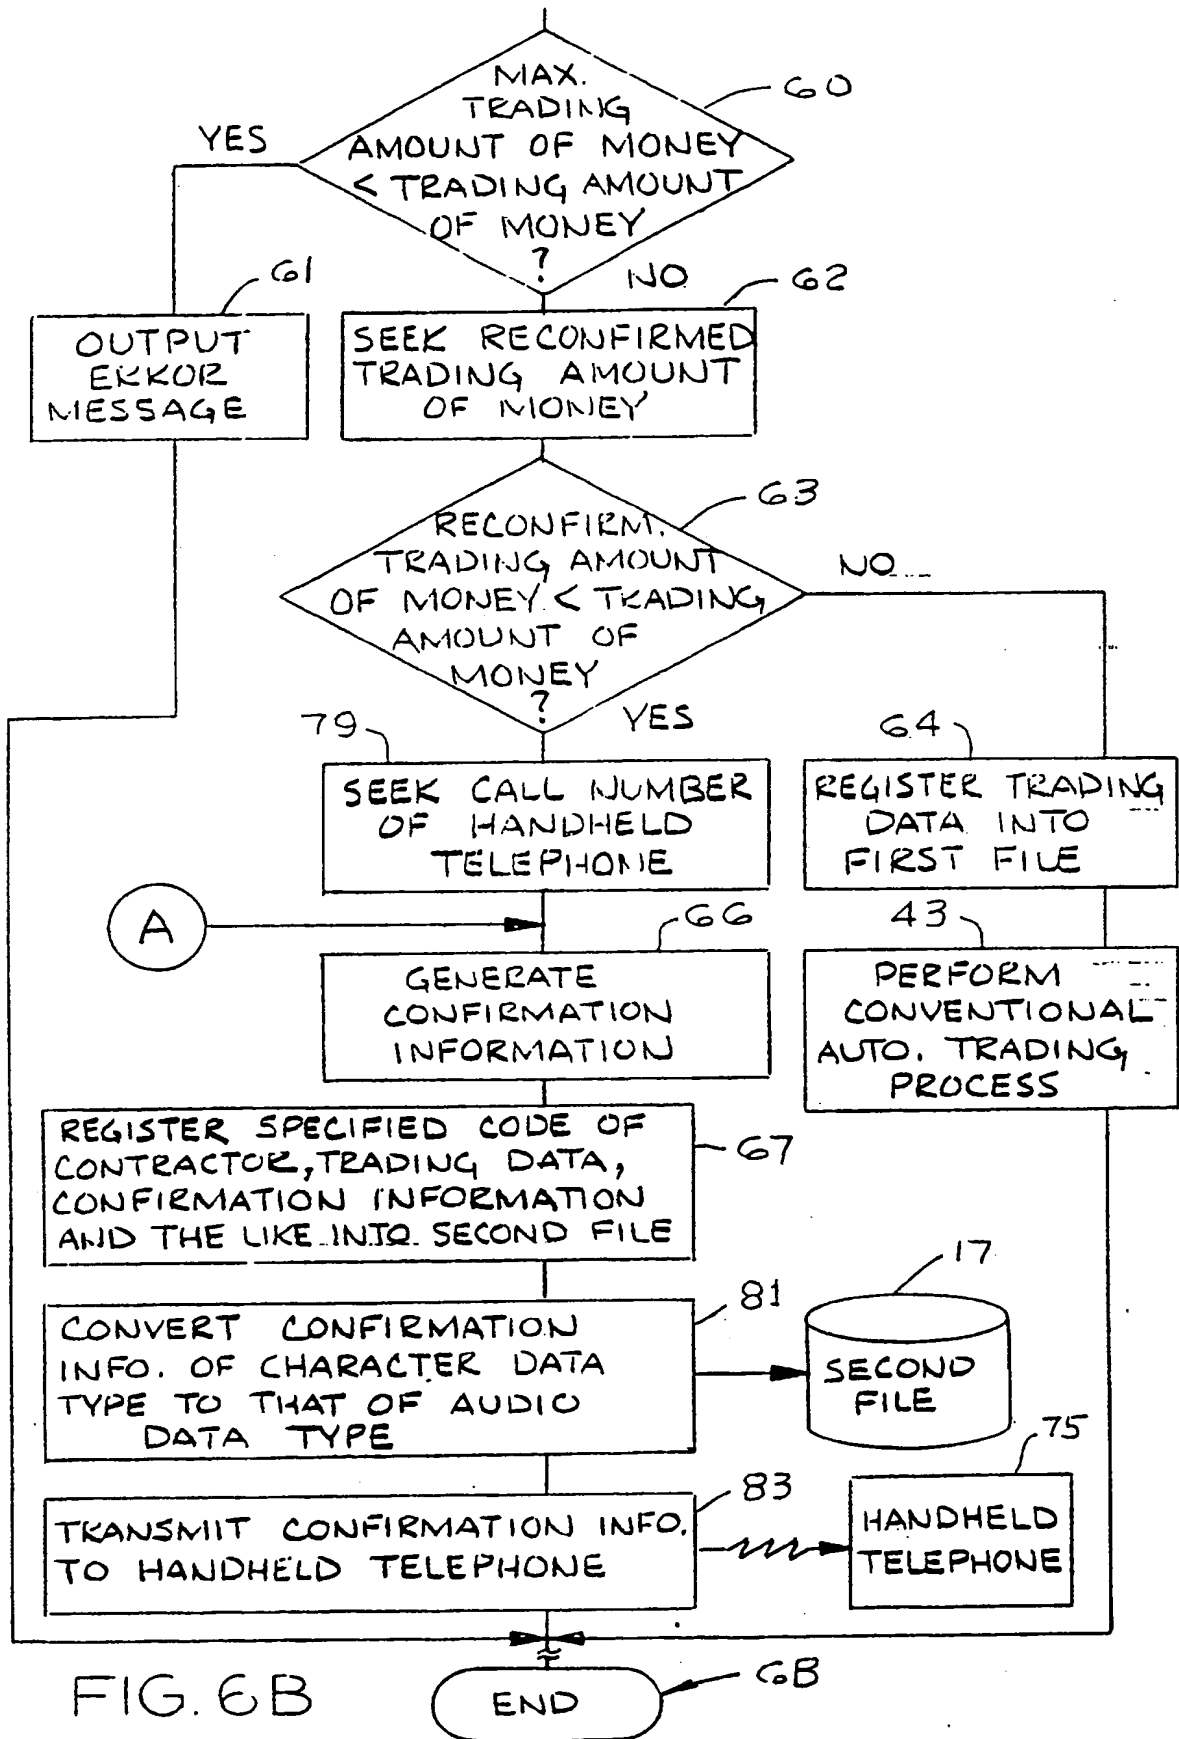 MAX.
TRADING
AMOUNT OF MONEY
< TRADING AMOUNT
OF MONEY
?
60
YES
NO
61
OUTPUT
ERROR
MESSAGE
62
SEEK RECONFIRMED
TRADING AMOUNT
OF MONEY
63
RECONFIRM.
TRADING AMOUNT
OF MONEY < TRADING
AMOUNT OF
MONEY
?
NO
YES
79
SEEK CALL NUMBER
OF HANDHELD
TELEPHONE
64
REGISTER TRADING
DATA INTO
FIRST FILE
A
66
GENERATE
CONFIRMATION
INFORMATION
43
PERFORM
CONVENTIONAL
AUTO. TRADING
PROCESS
REGISTER SPECIFIED CODE OF
CONTRACTOR, TRADING DATA,
CONFIRMATION INFORMATION
AND THE LIKE INTO SECOND FILE
67
CONVERT CONFIRMATION
INFO. OF CHARACTER DATA
TYPE TO THAT OF AUDIO
DATA TYPE
81
17
SECOND
FILE
TRANSMIT CONFIRMATION INFO.
TO HANDHELD TELEPHONE
83
75
HANDHELD
TELEPHONE
END
6B
FIG. 6B